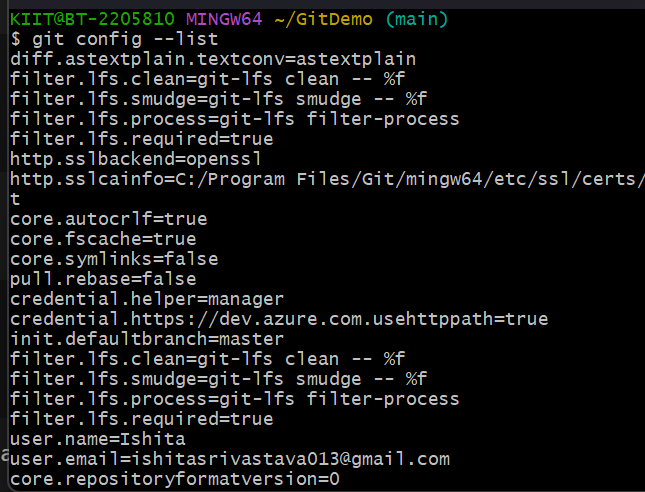 KIIT@BT-2205810 MINGW64 ~/GitDemo (main)
$ git config --list
diff.astextplain.textconv=astextplain
filter.lfs.clean=git-lfs clean -- %f
filter.lfs.smudge=git-lfs smudge -- %f
filter.lfs.process=git-lfs filter-process
filter.lfs.required=true
http.sslbackend=openssl
http.sslcainfo=C:/Program Files/Git/mingw64/etc/ssl/certs/
t
core.autocrlf=true
core.fscache=true
core.symlinks=false
pull.rebase=false
credential.helper=manager
credential.https://dev.azure.com.usehttppath=true
init.defaultbranch=master
filter.lfs.clean=git-lfs clean -- %f
filter.lfs.smudge=git-lfs smudge -- %f
filter.lfs.process=git-lfs filter-process
filter.lfs.required=true
user.name=Ishita
user.email=ishitasrivastava013@gmail.com
core.repositoryformatversion=0